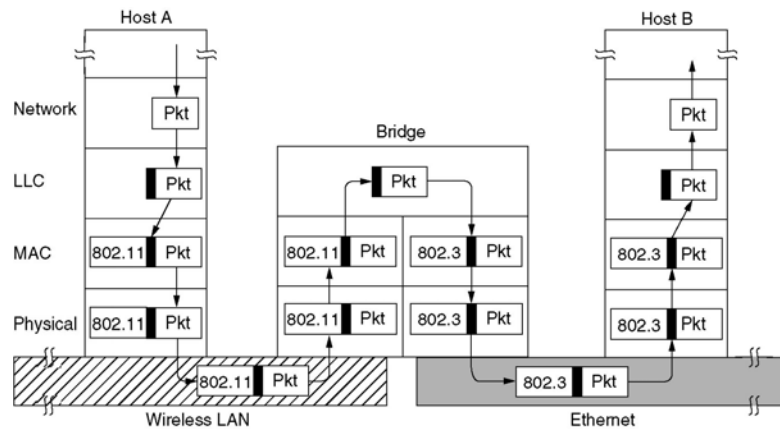 Host A
Host B
Bridge
Network
Pkt
Pkt
LLC
Pkt
Pkt
Pkt
MAC
802.11 Pkt
802.11 Pkt
802.3 Pkt
802.3 Pkt
Physical
802.11 Pkt
802.11 Pkt
802.3 Pkt
802.3 Pkt
802.11 Pkt
802.3 Pkt
Wireless LAN
Ethernet